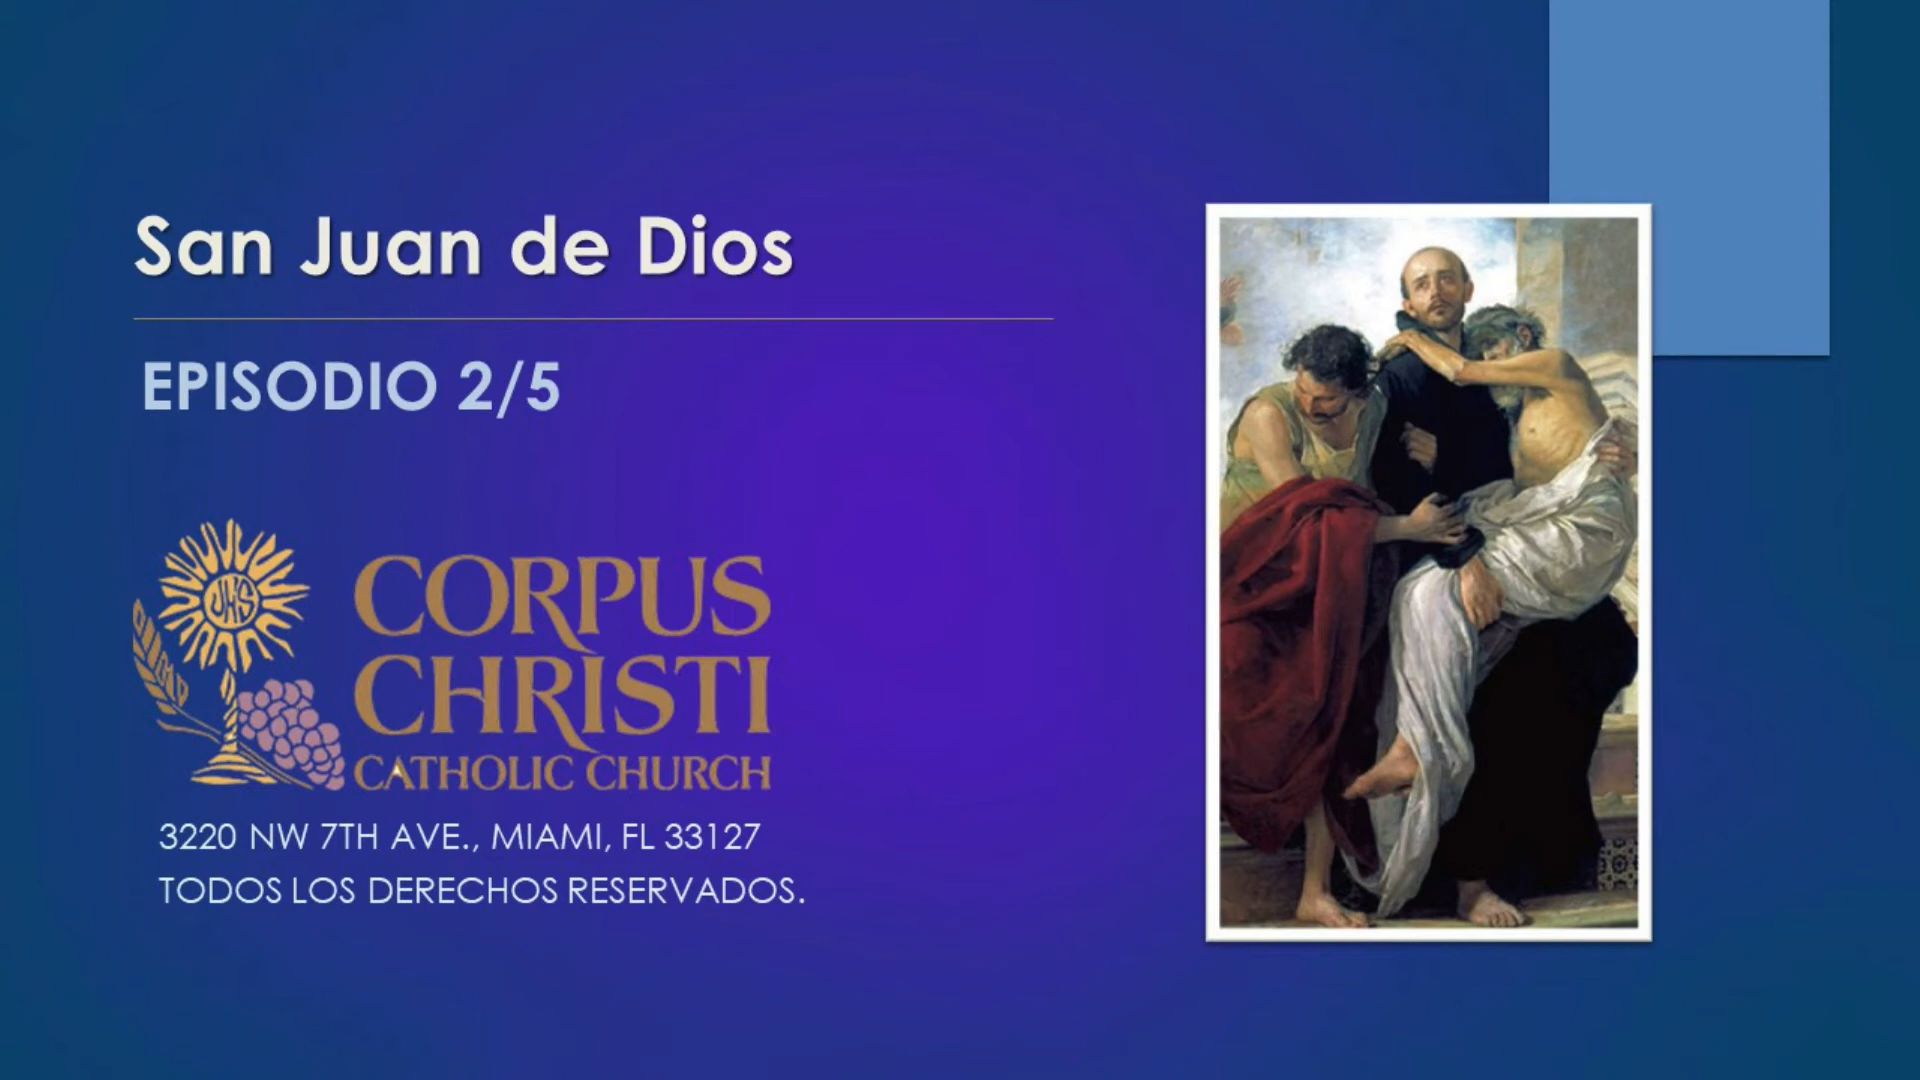 San Juan de Dios
EPISODIO 2/5
JHS
CORPUS
CHRISTI
CATHOLIC CHURCH
3220 NW 7TH AVE., MIAMI, FL 33127
TODOS LOS DERECHOS RESERVADOS.